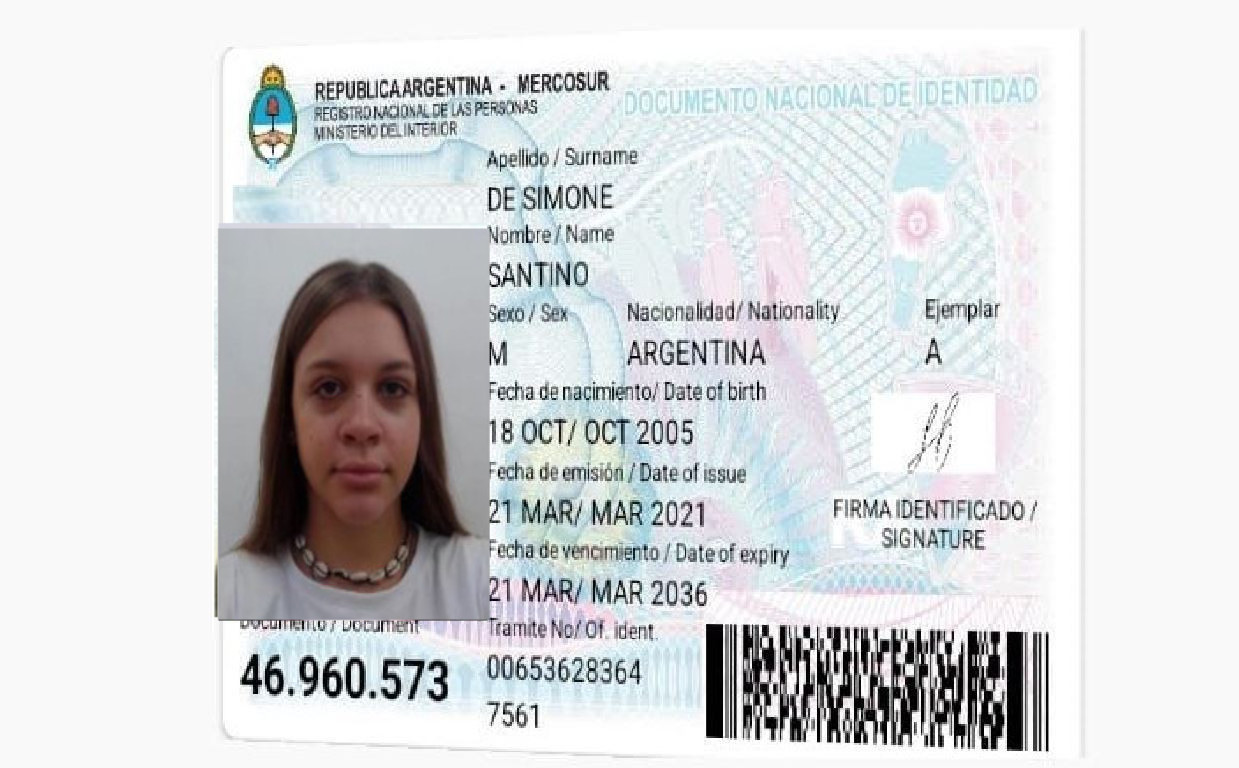 REPUBLICA ARGENTINA - MERCOSUR
REGISTRO NACIONAL DE LAS PERSONAS
MINISTERIO DEL INTERIOR
DOCUMENTO NACIONAL DE IDENTIDAD
Apellido / Surname
DE SIMONE
Nombre / Name
SANTINO
Sexo / Sex Nacionalidad/ Nationality Ejemplar
M ARGENTINA A
Fecha de nacimiento/ Date of birth
18 OCT/ OCT 2005
Fecha de emisión / Date of issue
21 MAR/ MAR 2021
FIRMA IDENTIFICADO /
SIGNATURE
Fecha de vencimiento / Date of expiry
21 MAR/ MAR 2036
Documento / Document
46.960.573
Tramite No/ Of. ident.
00653628364
7561